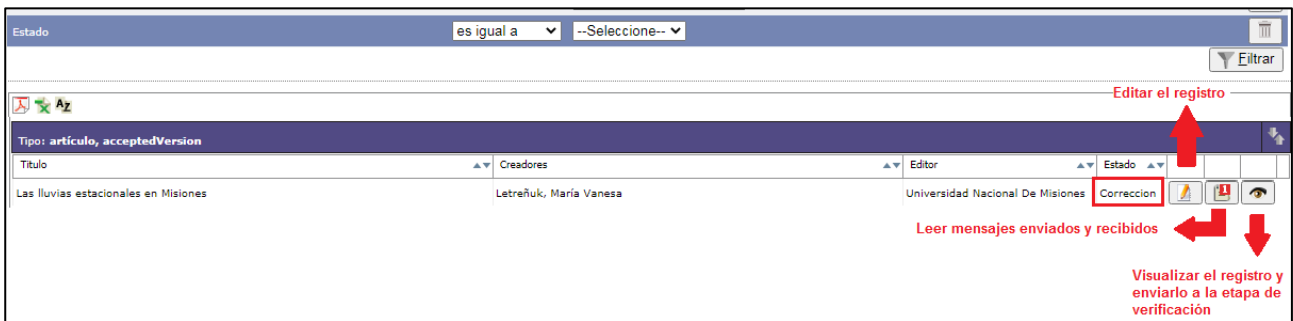 Estado es igual a --Seleccione--
Filtrar
Editar el registro
Tipo: artículo, acceptedVersion
Titulo Creadores Editor Estado
Las lluvias estacionales en Misiones Letreñuk, María Vanesa Universidad Nacional De Misiones Correccion
Leer mensajes enviados y recibidos
Visualizar el registro y
enviarlo a la etapa de
verificación